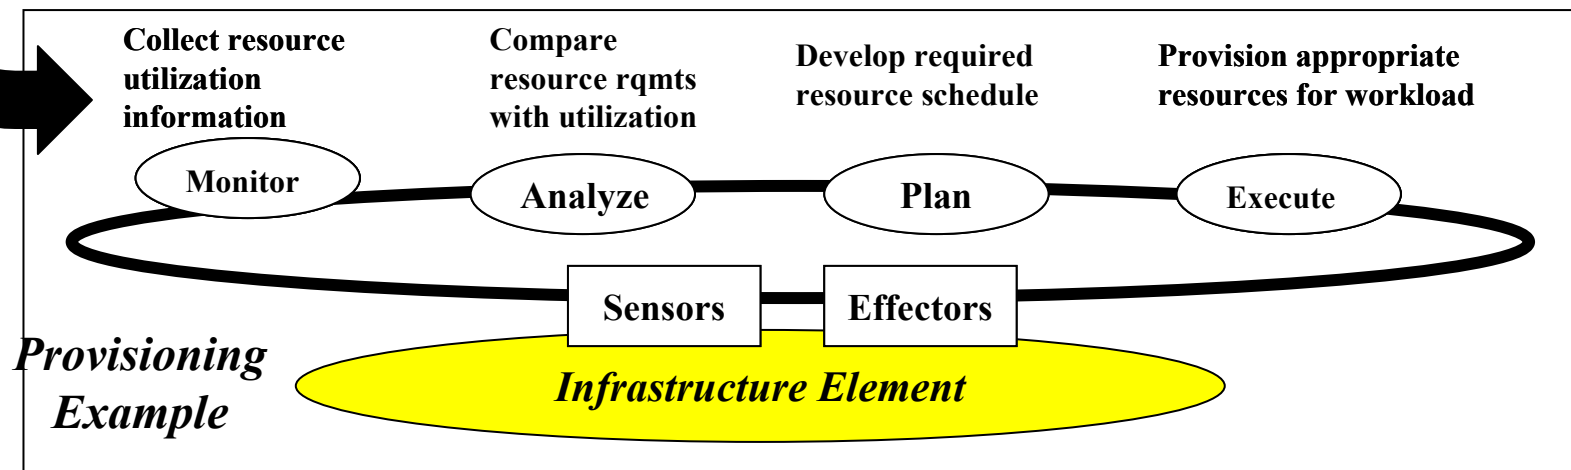 Collect resource
utilization
information
Compare
resource rqmts
with utilization
Develop required
resource schedule
Provision appropriate
resources for workload
Monitor
Analyze
Plan
Execute
Sensors
Effectors
Provisioning
Example
Infrastructure Element